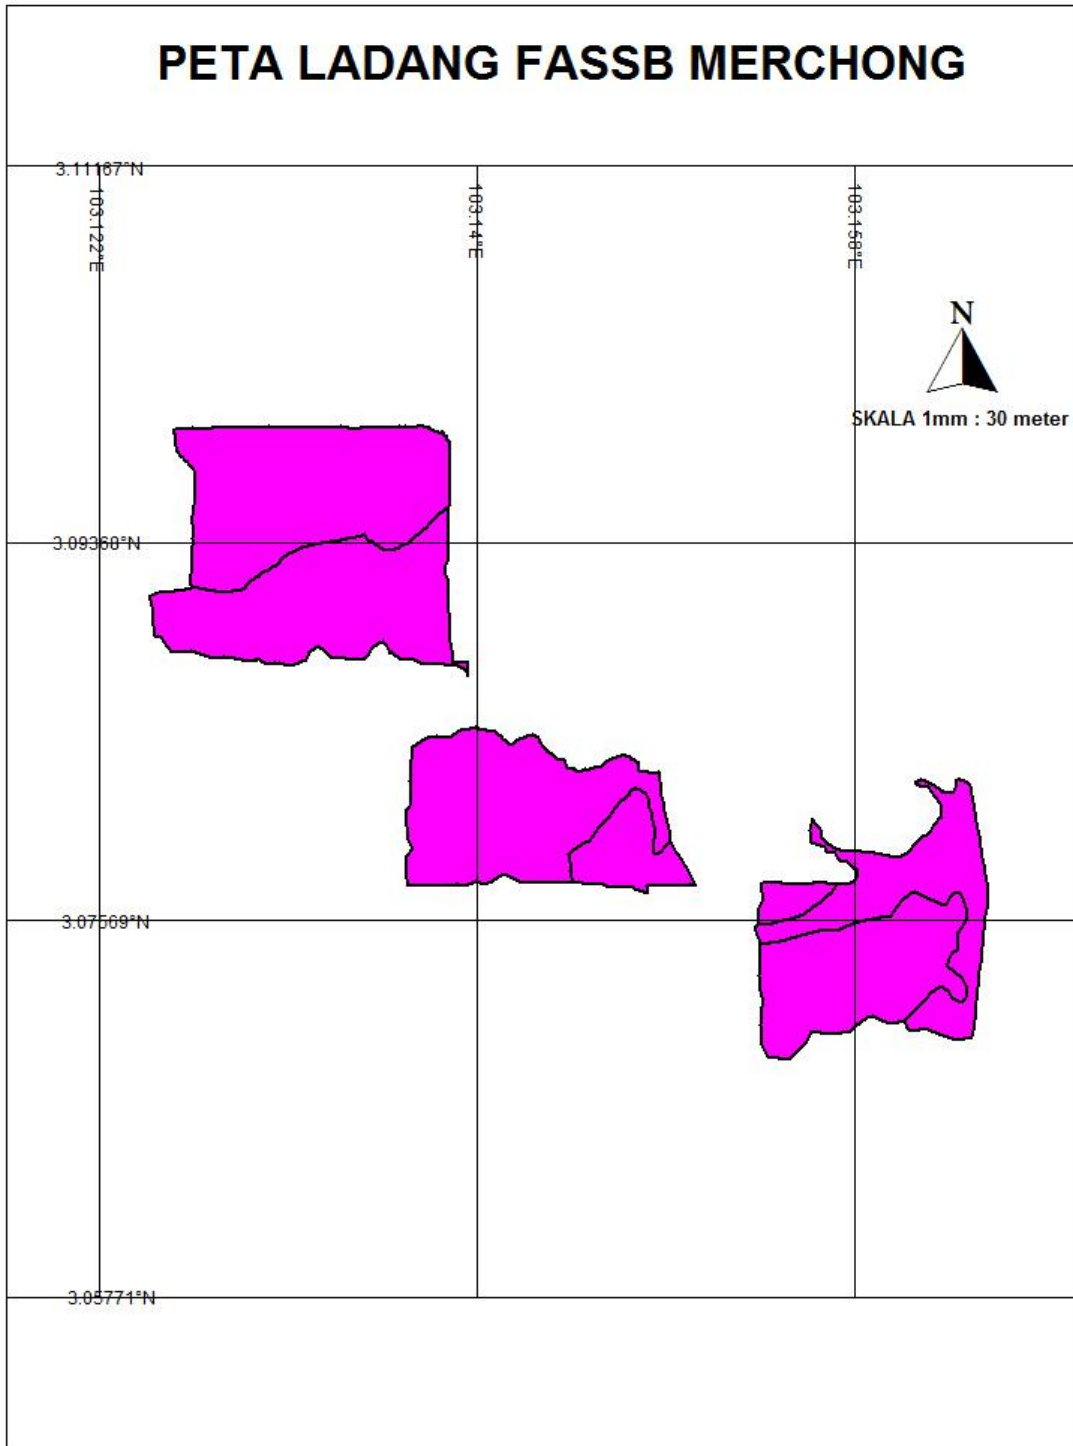 PETA LADANG FASSB MERCHONG
3.11167°N
103.122°E
103.14°E
103.158°E
N
SKALA 1mm : 30 meter
3.09368°N
3.07569°N
3.05771°N